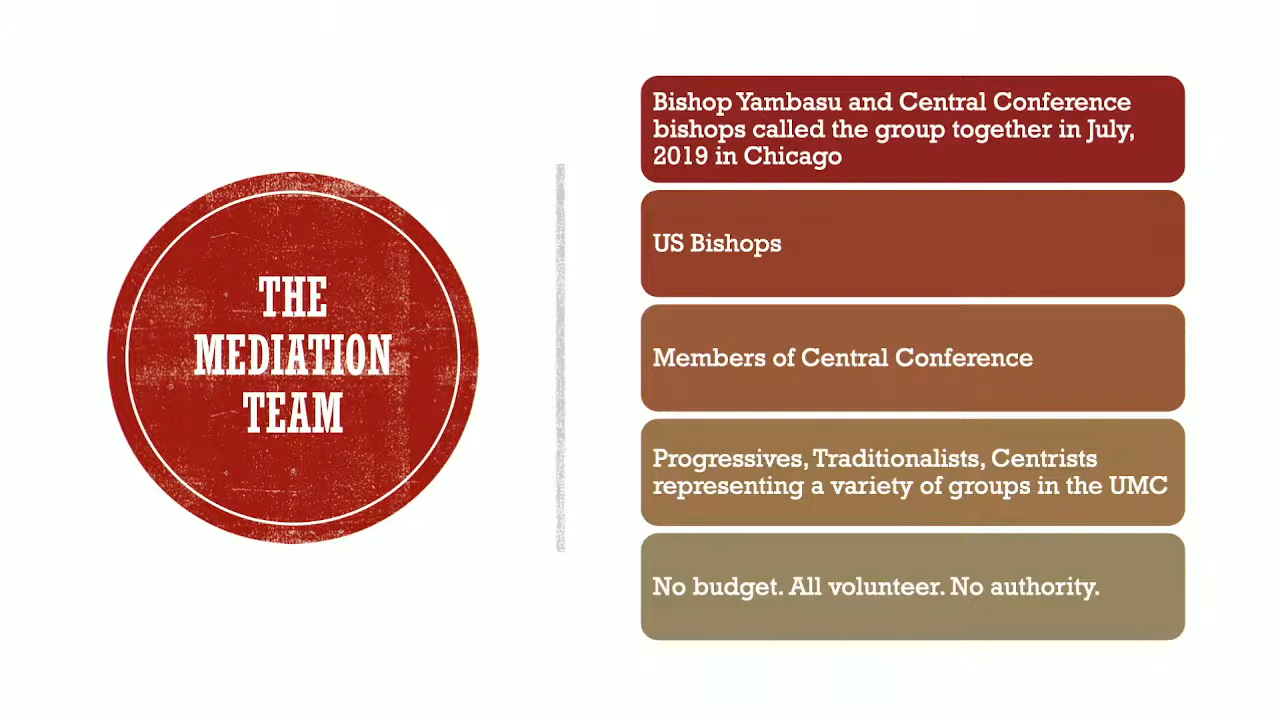 THE
MEDIATION
TEAM
Bishop Yambasu and Central Conference
bishops called the group together in July,
2019 in Chicago
US Bishops
Members of Central Conference
Progressives, Traditionalists, Centrists
representing a variety of groups in the UMC
No budget. All volunteer. No authority.